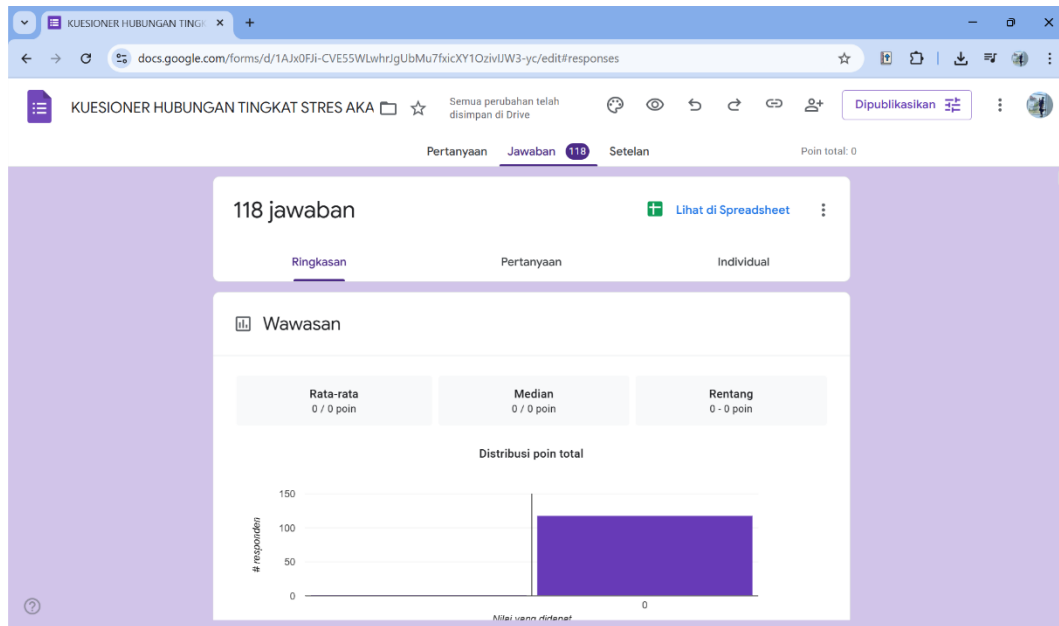 KUESIONER HUBUNGAN TINGK
docs.google.com/forms/d/1AJx0FJi-CVE55WLwhrJgUbMu7fxicXY1OzivlJW3-yc/edit#responses
KUESIONER HUBUNGAN TINGKAT STRES AKA
Semua perubahan telah
disimpan di Drive
Dipublikasikan
Pertanyaan
Jawaban 118
Setelan
Poin total: 0
118 jawaban
Lihat di Spreadsheet
Ringkasan
Pertanyaan
Individual
Wawasan
Rata-rata
0 / 0 poin
Median
0 / 0 poin
Rentang
0 - 0 poin
Distribusi poin total
# responden
150
100
50
0
0
Nilai yang didapat